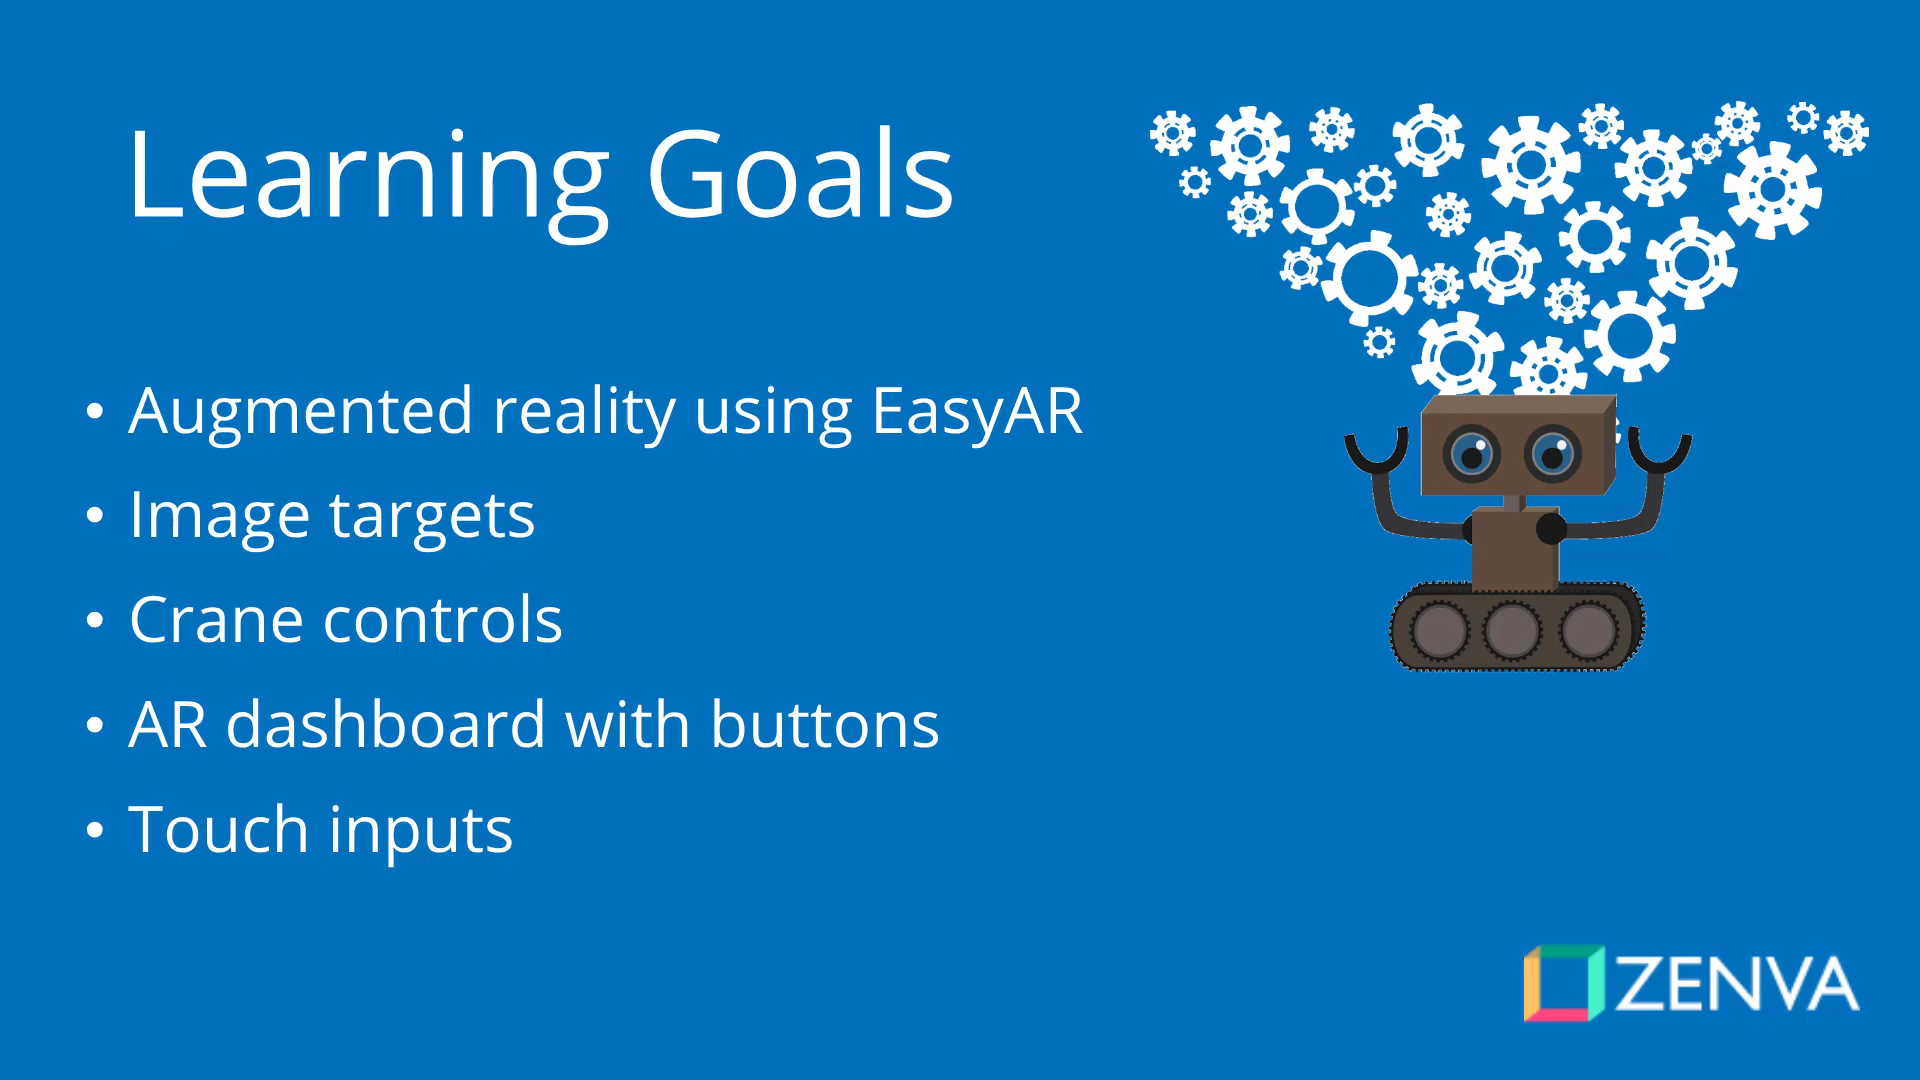 Learning Goals
• Augmented reality using EasyAR
• Image targets
• Crane controls
• AR dashboard with buttons
• Touch inputs
ZENVA